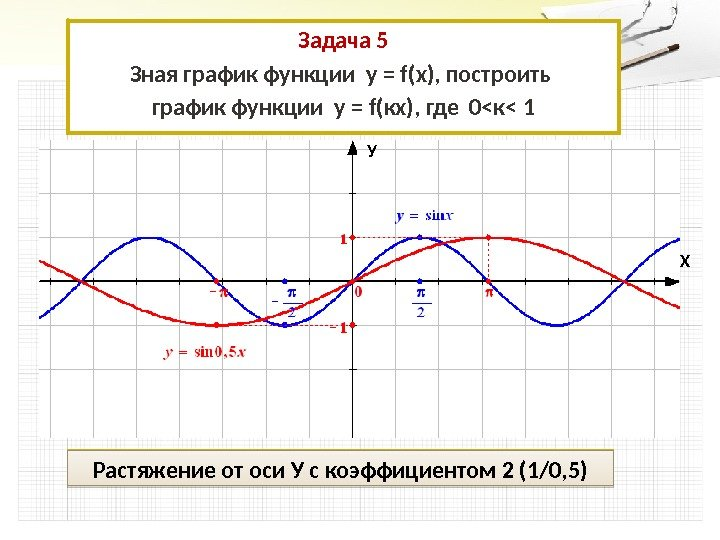 Задача 5
Зная график функции у = f(x), построить
график функции у = f(кx), где 0<к< 1
У
y = sinx
1
Х
− π
− π/2
0
π/2
π
− 1
y = sin0,5x
Растяжение от оси У с коэффициентом 2 (1/0,5)